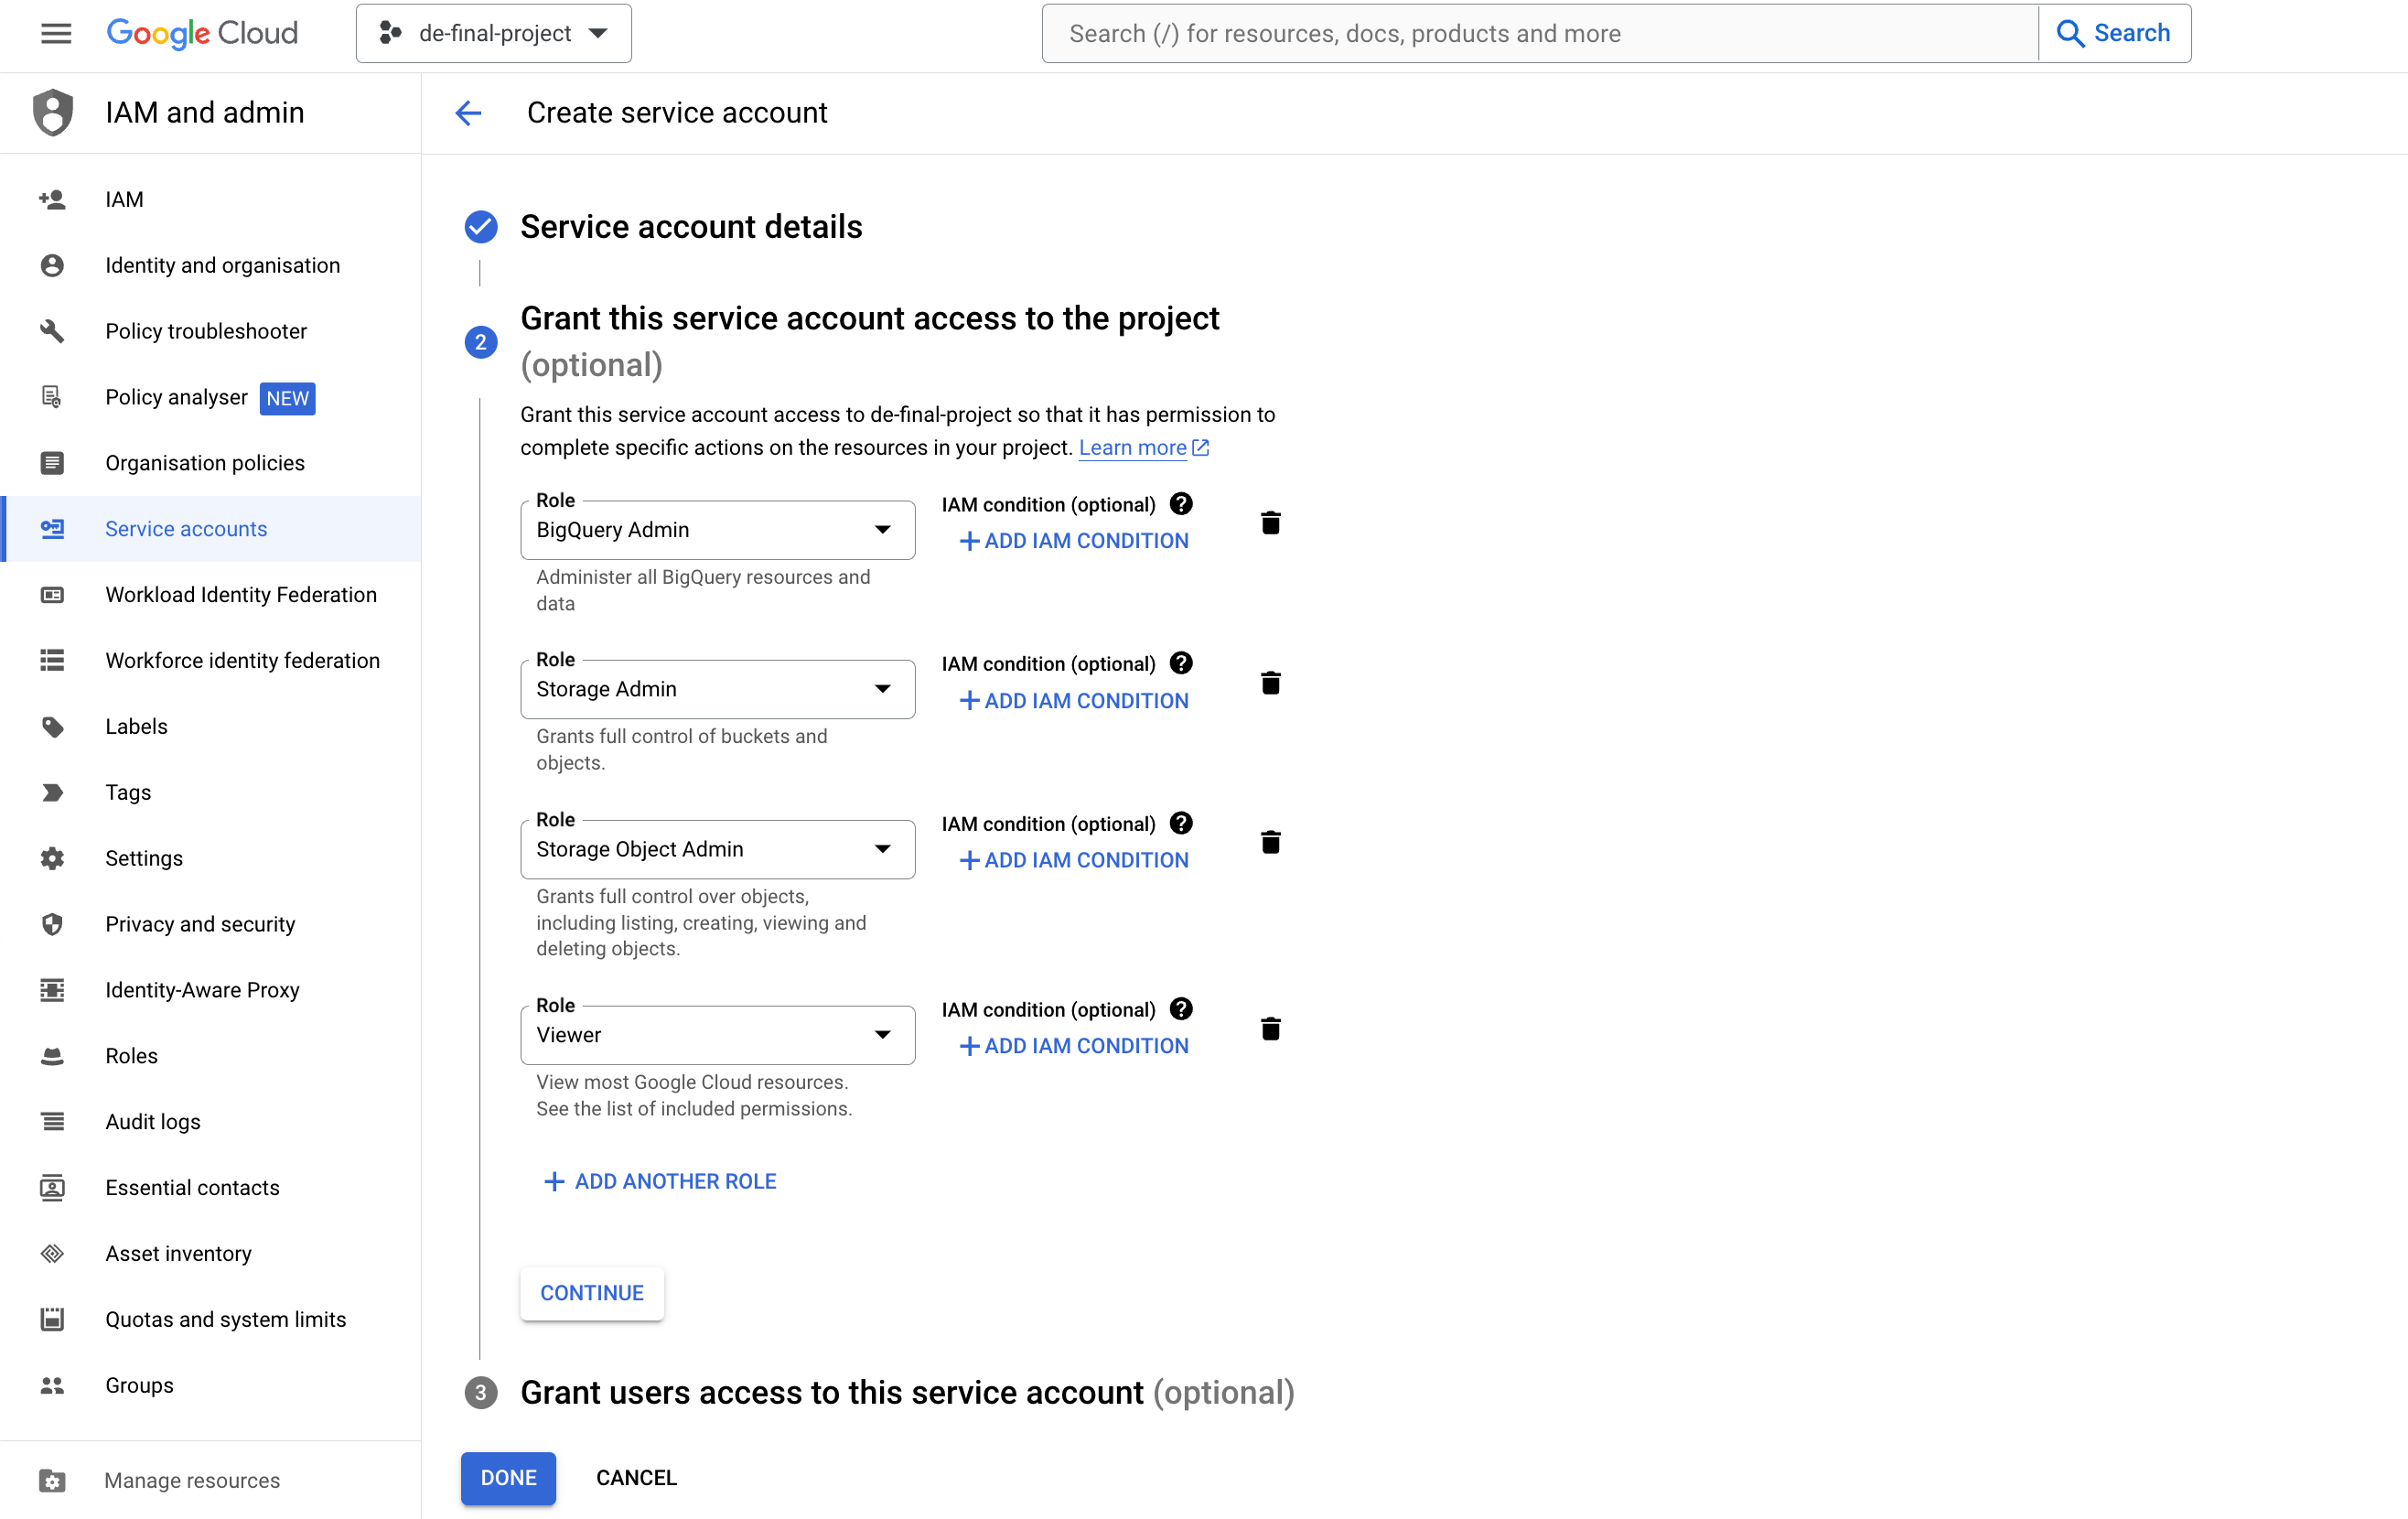 Google Cloud
de-final-project
Search (/) for resources, docs, products and more
Search
IAM and admin
IAM
Identity and organisation
Policy troubleshooter
Policy analyser NEW
Organisation policies
Service accounts
Workload Identity Federation
Workforce identity federation
Labels
Tags
Settings
Privacy and security
Identity-Aware Proxy
Roles
Audit logs
Essential contacts
Asset inventory
Quotas and system limits
Groups
Manage resources
Create service account
Service account details
2
Grant this service account access to the project
(optional)
Grant this service account access to de-final-project so that it has permission to
complete specific actions on the resources in your project. Learn more
Role
BigQuery Admin
Administer all BigQuery resources and
data
IAM condition (optional)
ADD IAM CONDITION
Role
Storage Admin
Grants full control of buckets and
objects.
IAM condition (optional)
ADD IAM CONDITION
Role
Storage Object Admin
Grants full control over objects,
including listing, creating, viewing and
deleting objects.
IAM condition (optional)
ADD IAM CONDITION
Role
Viewer
View most Google Cloud resources.
See the list of included permissions.
IAM condition (optional)
ADD IAM CONDITION
ADD ANOTHER ROLE
CONTINUE
3
Grant users access to this service account (optional)
DONE
CANCEL